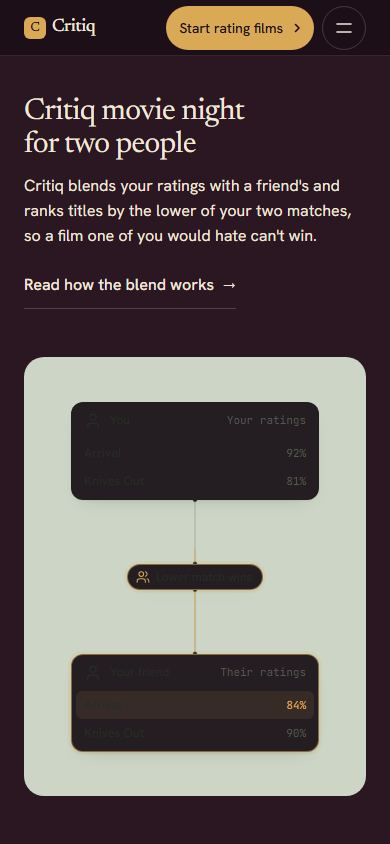 C Critiq
Start rating films
Critiq movie night
for two people
Critiq blends your ratings with a friend's and
ranks titles by the lower of your two matches,
so a film one of you would hate can't win.
Read how the blend works →
You Your ratings
Arrival 92%
Knives Out 81%
Lower match wins
Your friend Their ratings
Arrival 84%
Knives Out 90%